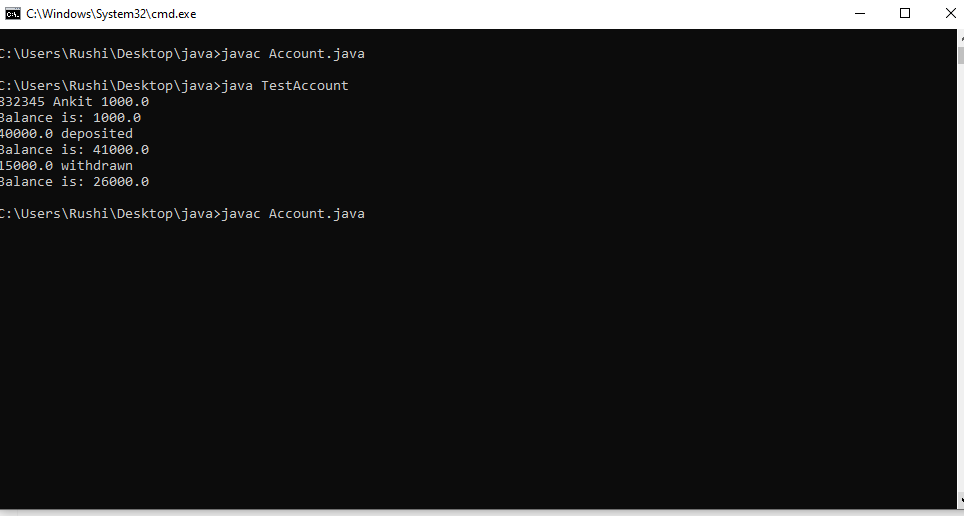 C:\Windows\System32\cmd.exe
C:\Users\Rushi\Desktop\java>javac Account.java
C:\Users\Rushi\Desktop\java>java TestAccount
832345 Ankit 1000.0
Balance is: 1000.0
40000.0 deposited
Balance is: 41000.0
15000.0 withdrawn
Balance is: 26000.0
C:\Users\Rushi\Desktop\java>javac Account.java